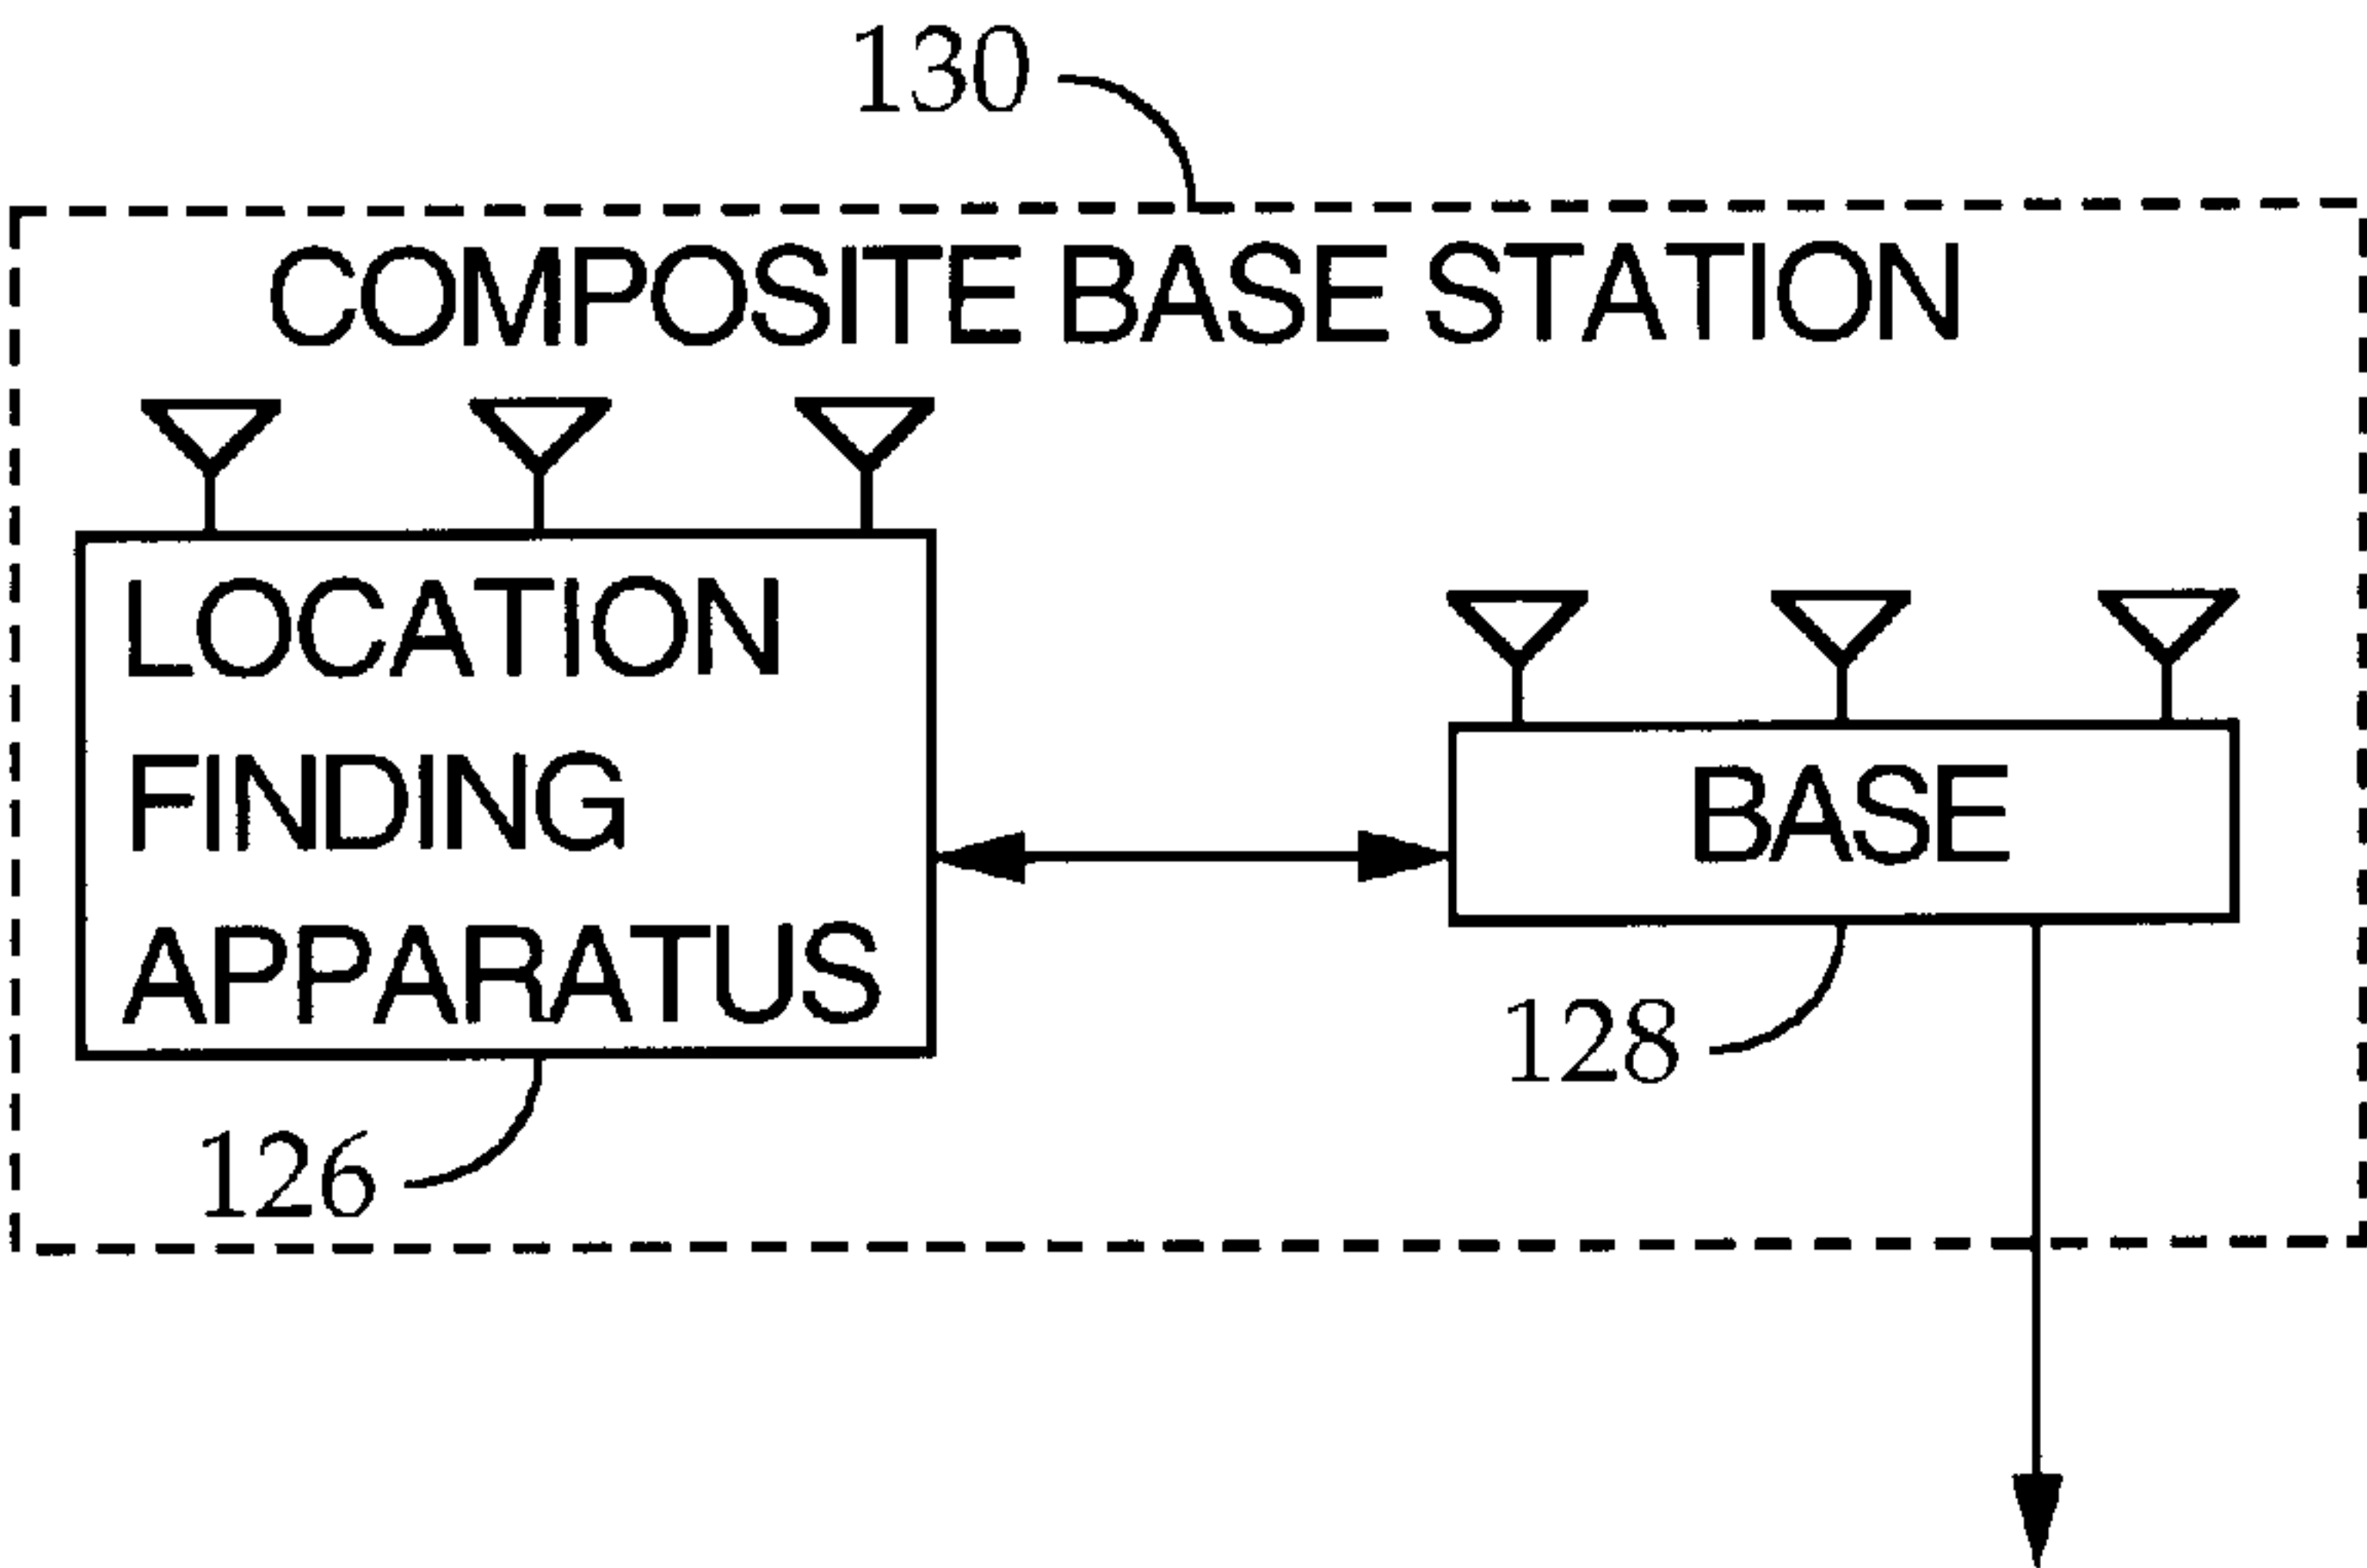 130
COMPOSITE BASE STATION
LOCATION
FINDING
APPARATUS
126
BASE
128